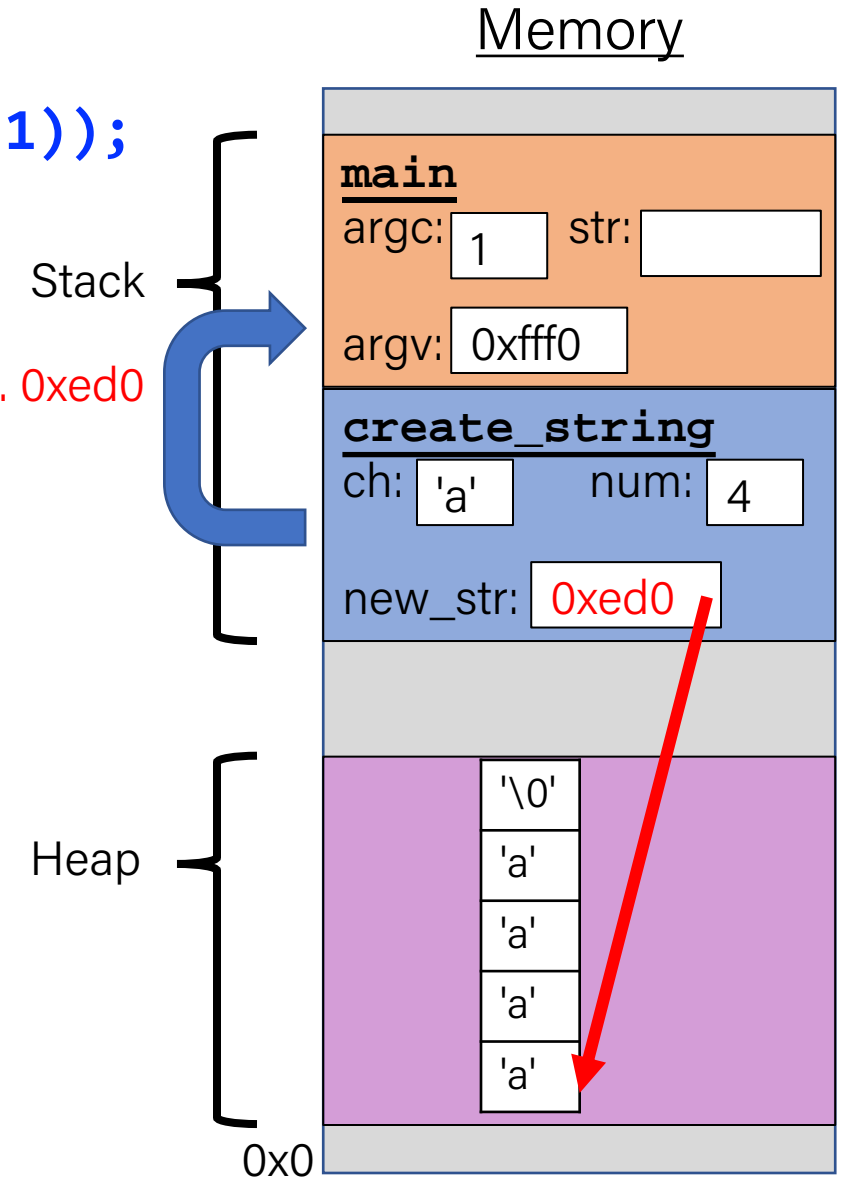 Memory
1));
main
argc: 1 str:
Stack
argv: 0xfff0
. 0xed0
create_string
ch: 'a' num: 4
new_str: 0xed0
'\0'
Heap
'a'
'a'
'a'
'a'
0x0